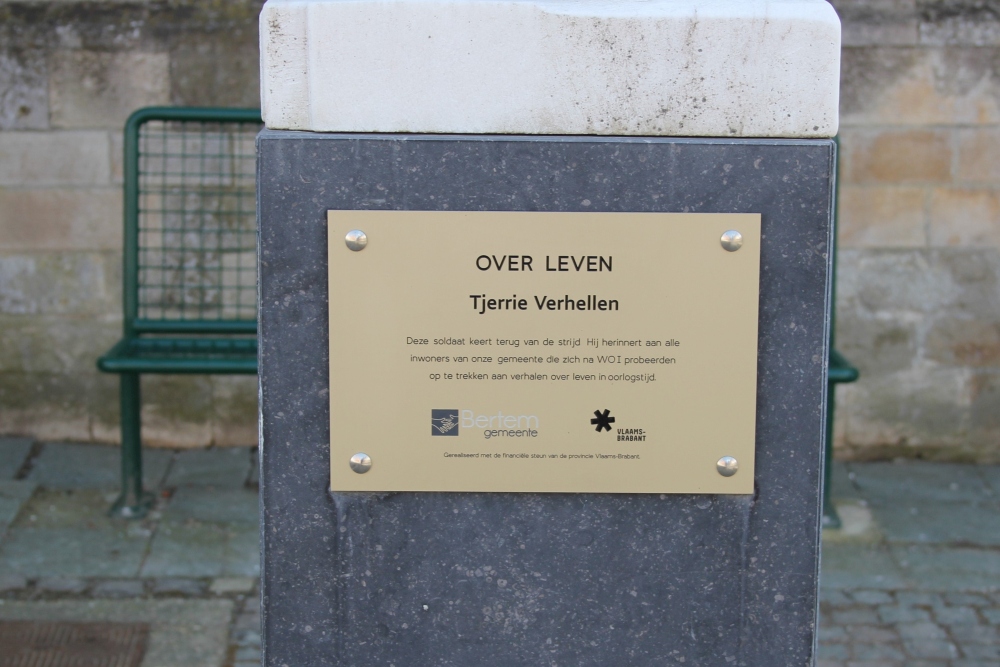 OVER LEVEN
Tjerrie Verhellen
Deze soldaat keert terug van de strijd Hij herinnert aan alle
inwoners van onze gemeente die zich na WO I probeerden
op te trekken aan verhalen over leven in oorlogstijd.
Bertem
gemeente
VLAAMS-
BRABANT
Gerealiseerd met de financiële steun van de provincie Vlaams-Brabant.